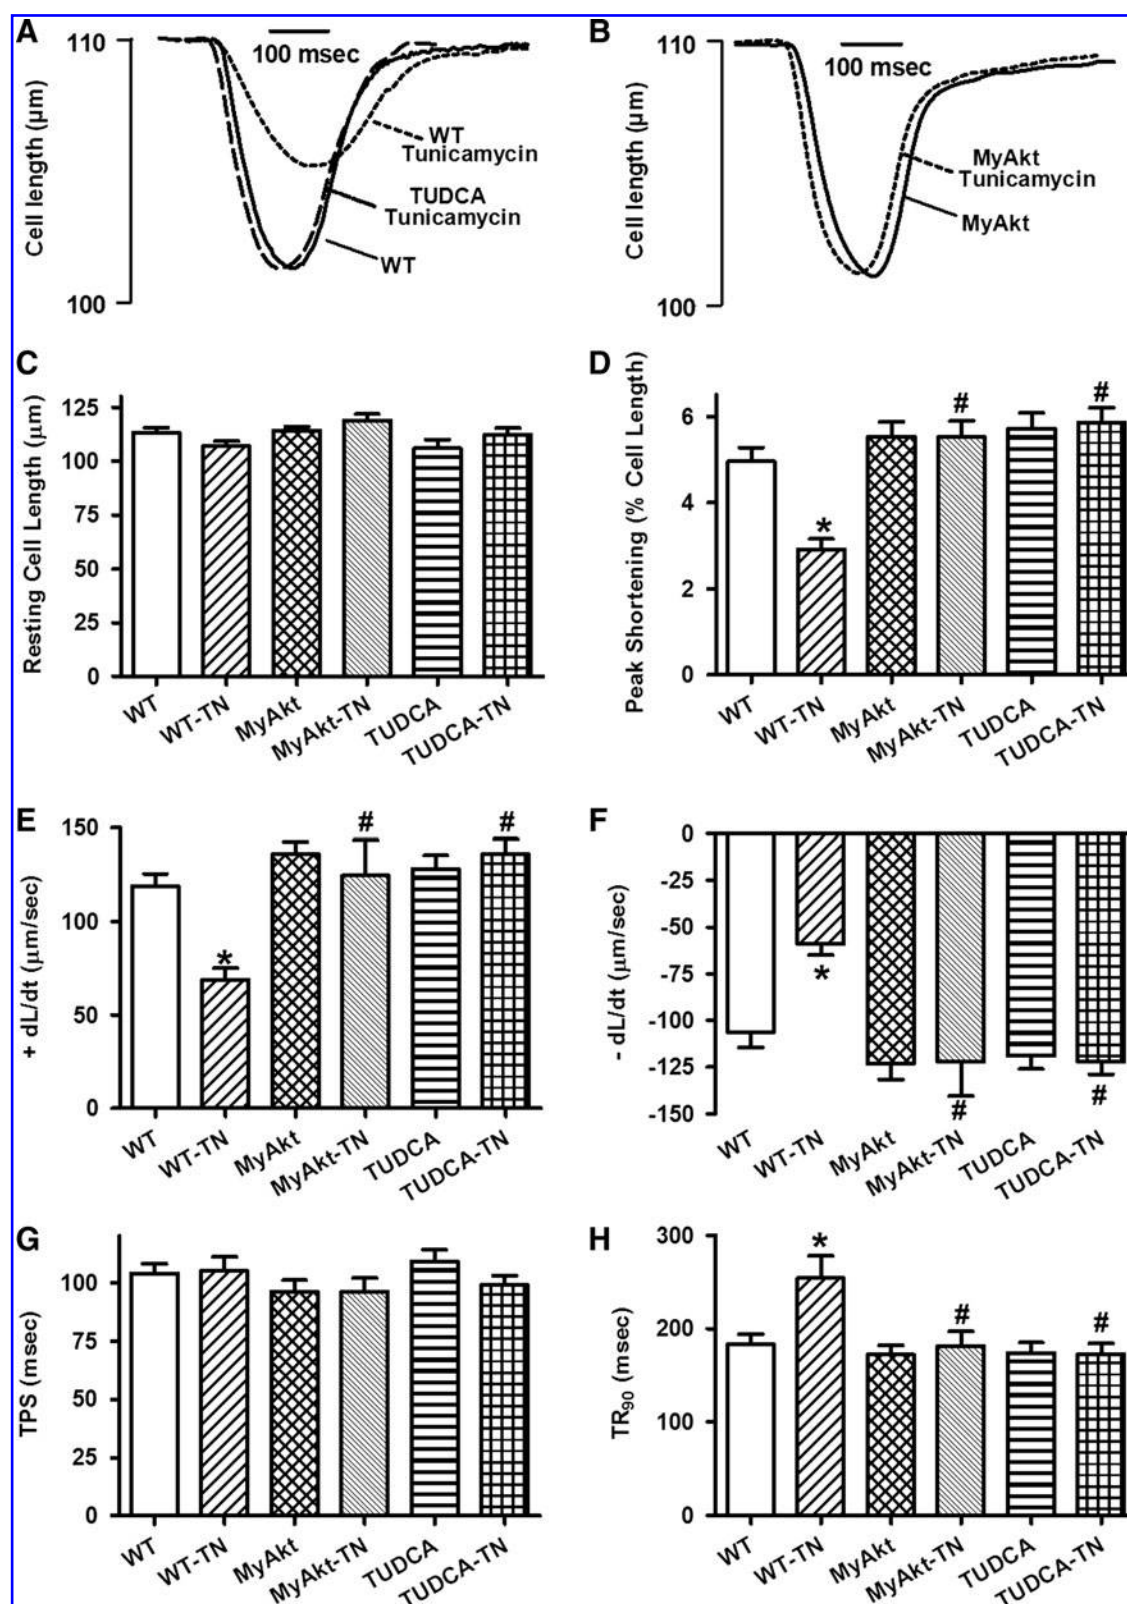 A
110
100 msec
WT
Tunicamycin
TUDCA
Tunicamycin
WT
100
Cell length (μm)
B
110
100 msec
MyAkt
Tunicamycin
MyAkt
100
Cell length (μm)
C
Resting Cell Length (μm)
125
100
75
50
25
0
WT
WT-TN
MyAkt
MyAkt-TN
TUDCA
TUDCA-TN
D
Peak Shortening (% Cell Length)
6
4
2
0
*
#
#
WT
WT-TN
MyAkt
MyAkt-TN
TUDCA
TUDCA-TN
E
+ dL/dt (μm/sec)
150
100
50
0
*
#
#
WT
WT-TN
MyAkt
MyAkt-TN
TUDCA
TUDCA-TN
F
- dL/dt (μm/sec)
0
-25
-50
-75
-100
-125
-150
*
#
#
WT
WT-TN
MyAkt
MyAkt-TN
TUDCA
TUDCA-TN
G
TPS (msec)
100
75
50
25
0
WT
WT-TN
MyAkt
MyAkt-TN
TUDCA
TUDCA-TN
H
TR90 (msec)
300
200
100
0
*
#
#
WT
WT-TN
MyAkt
MyAkt-TN
TUDCA
TUDCA-TN